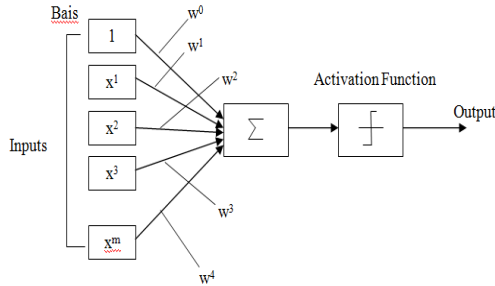 Bais
1
x¹
x²
x³
xᵐ
Inputs
w⁰
w¹
w²
w³
w⁴
Σ
Activation Function
Output